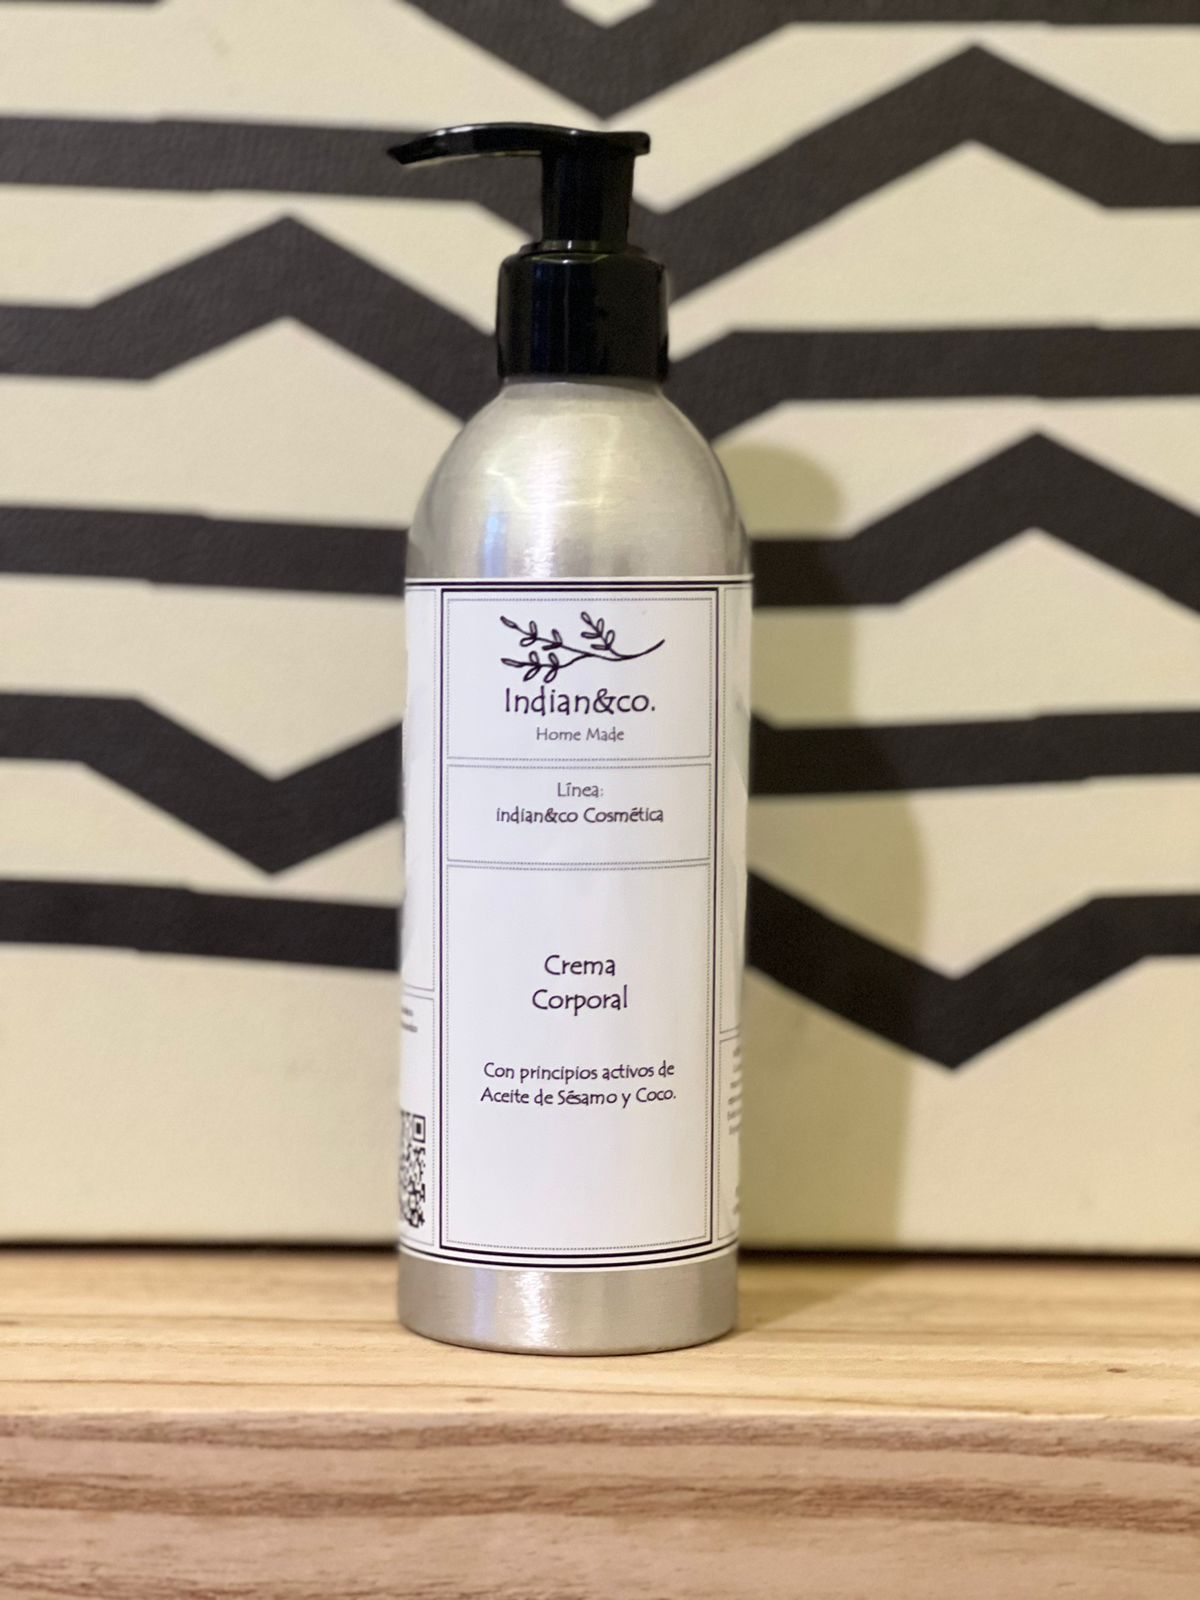 Indian&co.
Home Made
Línea:
indian&co Cosmética
Crema
Corporal
Con principios activos de
Aceite de Sésamo y Coco.